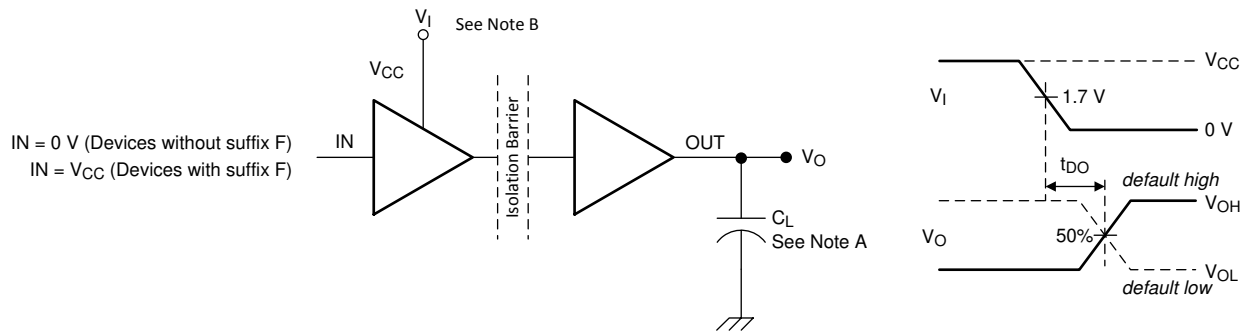 V_I See Note B
V_CC
Isolation Barrier
IN = 0 V (Devices without suffix F)
IN = V_CC (Devices with suffix F)
IN
OUT
V_O
C_L
See Note A
V_CC
V_I
1.7 V
0 V
t_DO
default high
V_OH
V_O
50%
V_OL
default low